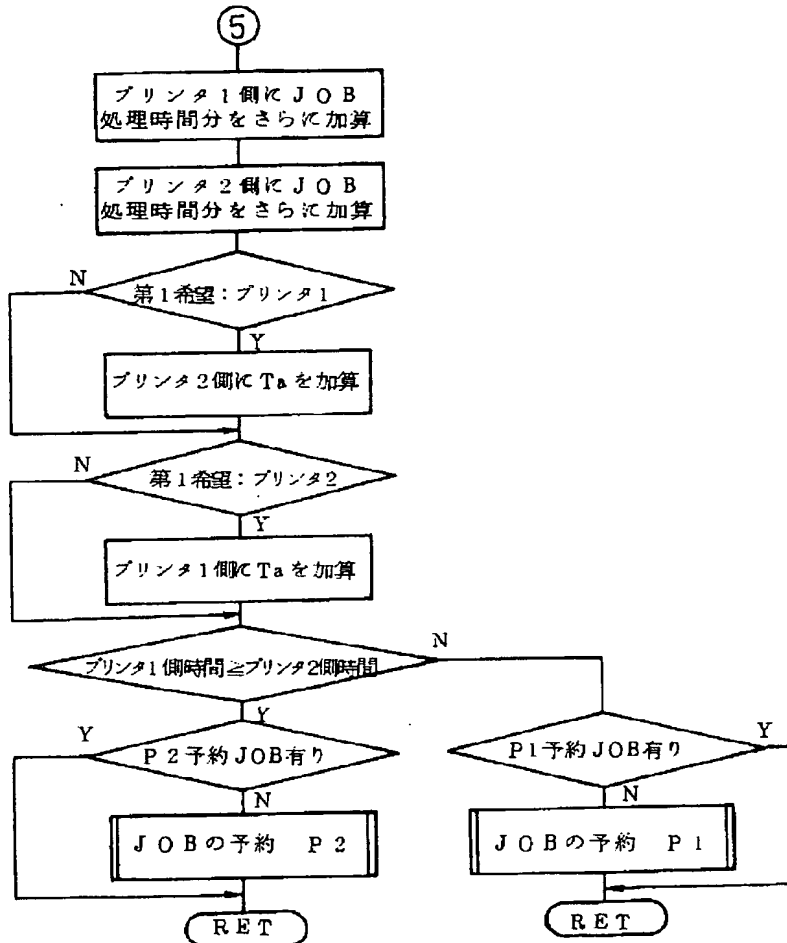 5
プリンタ1側にJOB
処理時間分をさらに加算
プリンタ2側にJOB
処理時間分をさらに加算
N
第1希望:プリンタ1
Y
プリンタ2側にTaを加算
N
第1希望:プリンタ2
Y
プリンタ1側にTaを加算
プリンタ1側時間≧プリンタ2側時間
N
Y
Y
P2予約JOB有り
N
JOBの予約 P2
RET
P1予約JOB有り
Y
N
JOBの予約 P1
RET